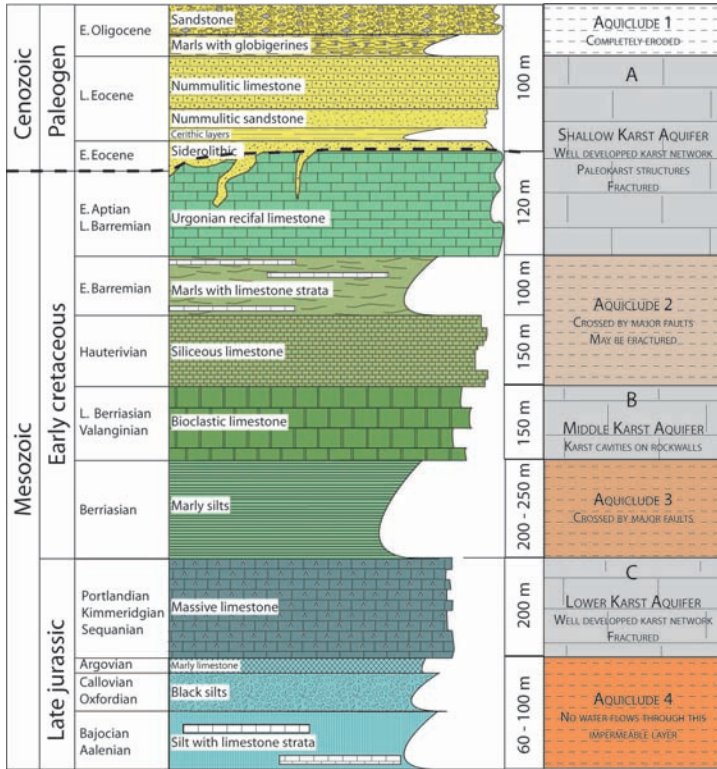 Cenozoic
Paleogen
E. Oligocene
Sandstone
Marls with globigerines
L. Eocene
Nummulitic limestone
Nummulitic sandstone
Cerithic layers
E. Eocene
Siderolithic
100 m
Aquiclude 1
Completely eroded
A
Shallow Karst Aquifer
Well developped karst network
Paleokarst structures
Fractured
Mesozoic
Early cretaceous
E. Aptian
L. Barremian
Urgonian recifal limestone
120 m
E. Barremian
Marls with limestone strata
100 m
Hauterivian
Siliceous limestone
150 m
Aquiclude 2
Crossed by major faults
May be fractured
L. Berriasian
Valanginian
Bioclastic limestone
150 m
B
Middle Karst Aquifer
Karst cavities on rockwalls
Berriasian
Marly silts
200 - 250 m
Aquiclude 3
Crossed by major faults
Late jurassic
Portlandian
Kimmeridgian
Sequanian
Massive limestone
200 m
C
Lower Karst Aquifer
Well developped karst network
Fractured
Argovian
Marly limestone
Callovian
Oxfordian
Black silts
Bajocian
Aalenian
Silt with limestone strata
60 - 100 m
Aquiclude 4
No water flows through this
impermeable layer